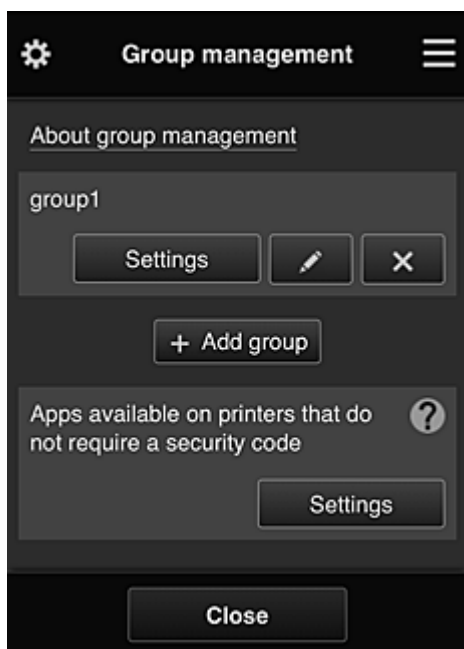 Group management
About group management
group1
Settings
+ Add group
Apps available on printers that do
not require a security code
?
Settings
Close